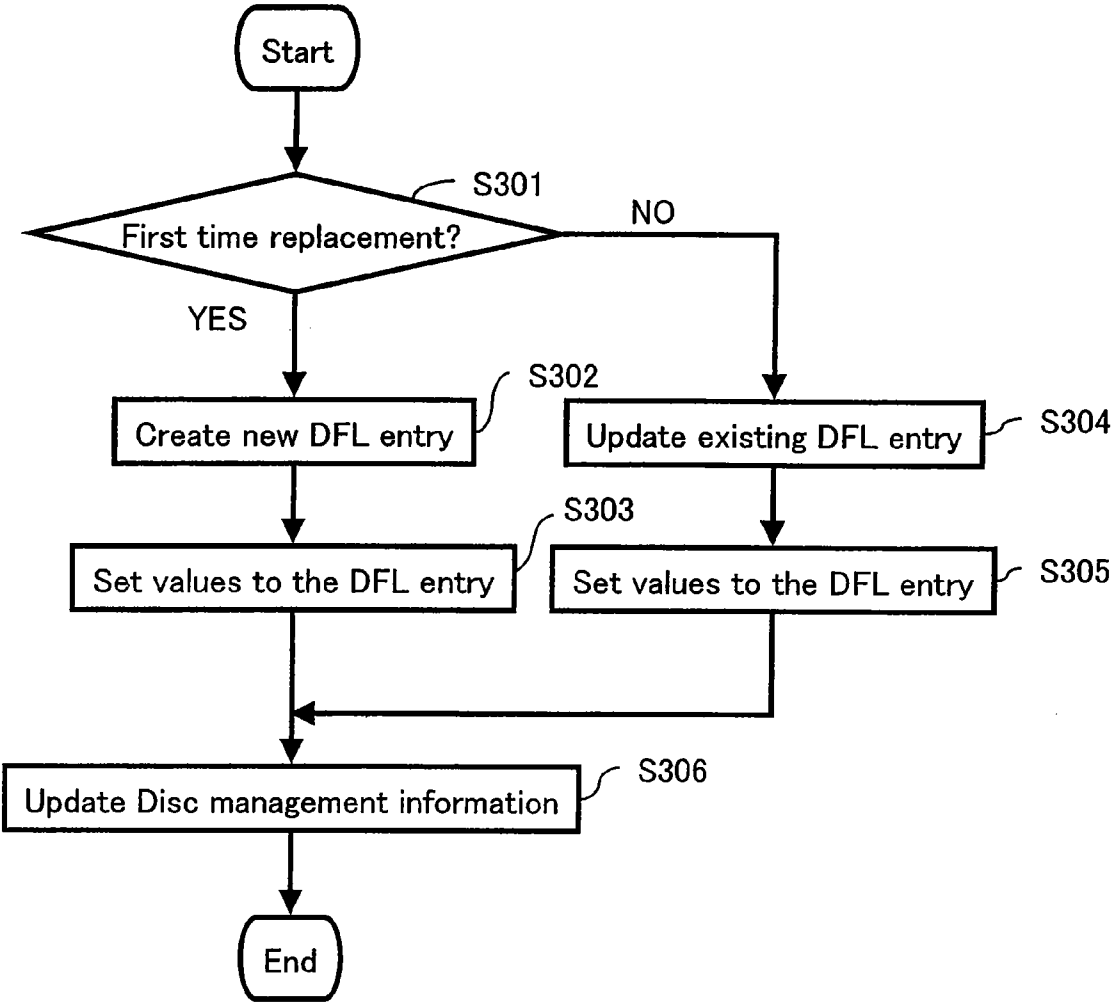 Start
S301
First time replacement?
NO
YES
S302
Create new DFL entry
S304
Update existing DFL entry
S303
Set values to the DFL entry
S305
Set values to the DFL entry
S306
Update Disc management information
End